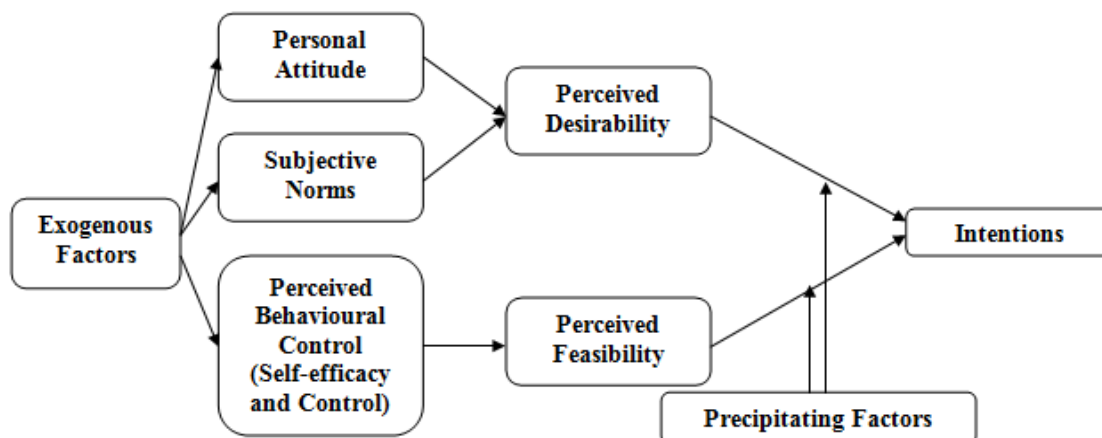 Personal
Attitude
Perceived
Desirability
Subjective
Norms
Exogenous
Factors
Intentions
Perceived
Behavioural
Control
(Self-efficacy
and Control)
Perceived
Feasibility
Precipitating Factors